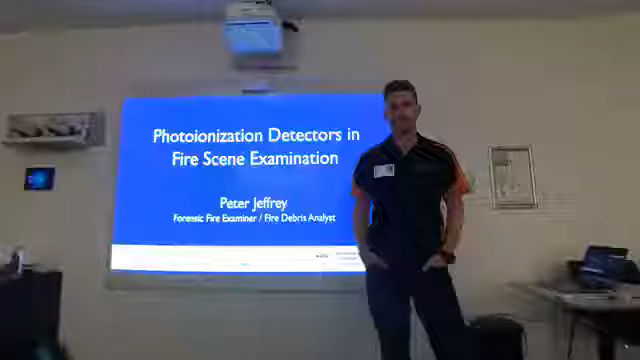 Photoionization Detectors in
Fire Scene Examination
Peter Jeffrey
Forensic Fire Examiner / Fire Debris Analyst